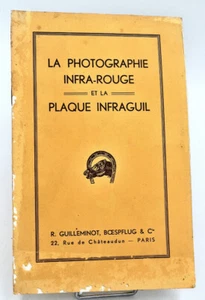 LA PHOTOGRAPHIE
INFRA-ROUGE
ET LA
PLAQUE INFRAGUIL
R. GUILLEMINOT, BŒSPFLUG & Cie
22, Rue de Châteaudun — PARIS